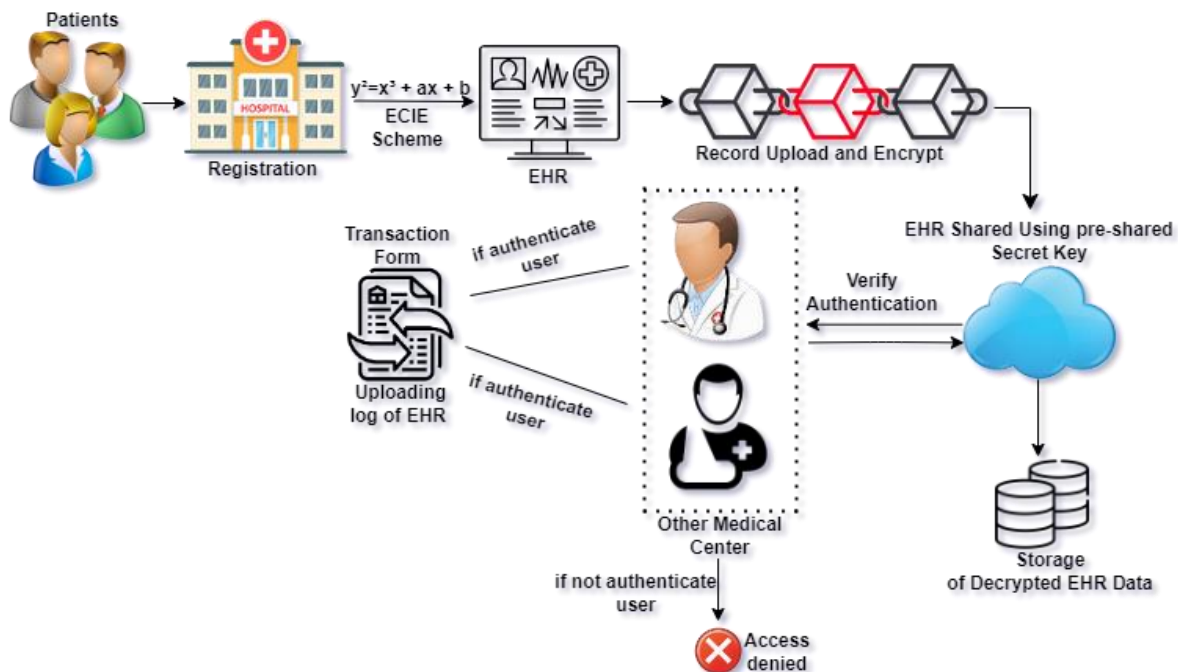 Patients
HOSPITAL
Registration
y²=x³ + ax + b
ECIE
Scheme
EHR
Record Upload and Encrypt
EHR Shared Using pre-shared
Secret Key
Transaction
Form
if authenticate
user
Verify
Authentication
Uploading
log of EHR
if authenticate
user
Other Medical
Center
Storage
of Decrypted EHR Data
if not authenticate
user
Access
denied